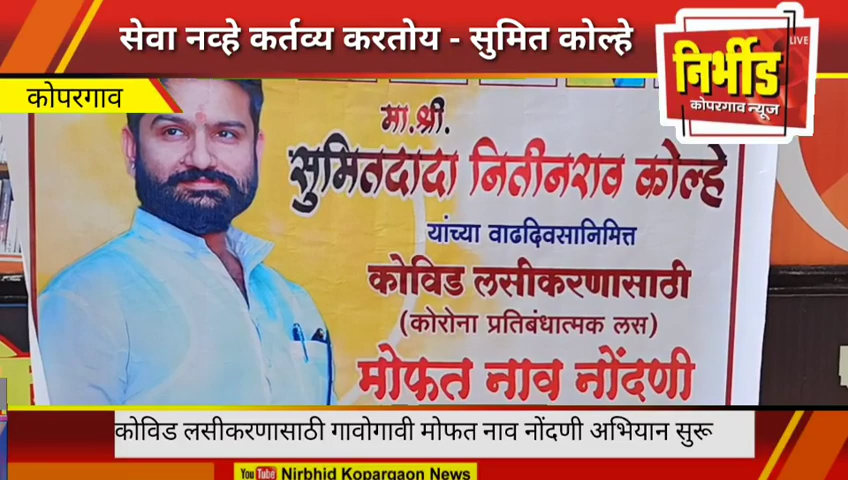 सेवा नव्हे कर्तव्य करतोय - सुमित कोल्हे
LIVE
निर्भीड
कोपरगाव न्यूज
कोपरगाव
मा.श्री.
सुमितदादा नितीनराव कोल्हे
यांच्या वाढदिवसानिमित्त
कोविड लसीकरणासाठी
(कोरोना प्रतिबंधात्मक लस)
मोफत नाव नोंदणी
कोविड लसीकरणासाठी गावोगावी मोफत नाव नोंदणी अभियान सुरू
YouTube Nirbhid Kopargaon News